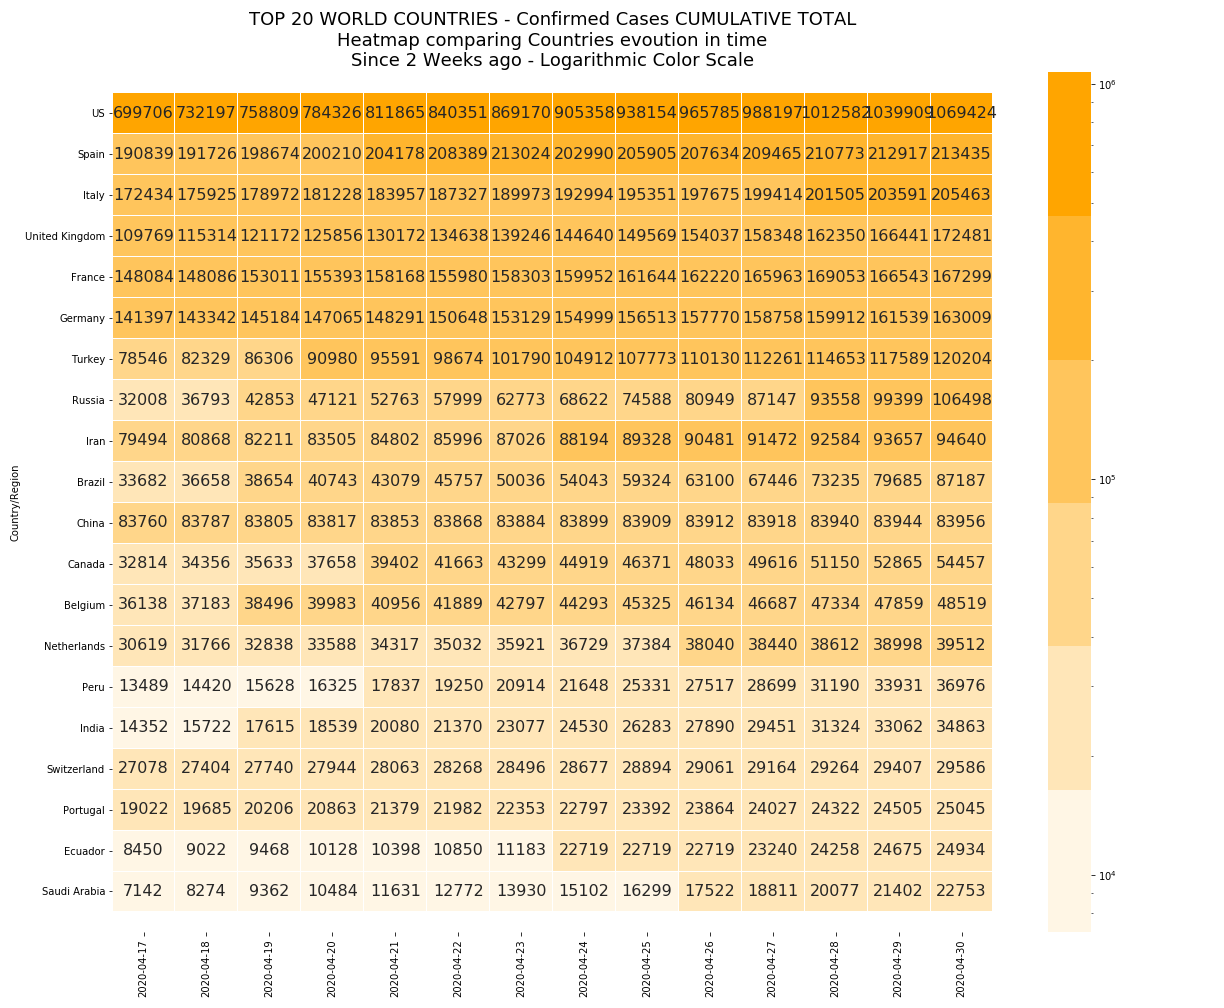 TOP 20 WORLD COUNTRIES - Confirmed Cases CUMULATIVE TOTAL
Heatmap comparing Countries evoution in time
Since 2 Weeks ago - Logarithmic Color Scale
US 699706 732197 758809 784326 811865 840351 869170 905358 938154 965785 988197 1012582 1039909 1069424
Spain 190839 191726 198674 200210 204178 208389 213024 202990 205905 207634 209465 210773 212917 213435
Italy 172434 175925 178972 181228 183957 187327 189973 192994 195351 197675 199414 201505 203591 205463
United Kingdom 109769 115314 121172 125856 130172 134638 139246 144640 149569 154037 158348 162350 166441 172481
France 148084 148086 153011 155393 158168 155980 158303 159952 161644 162220 165963 169053 166543 167299
Germany 141397 143342 145184 147065 148291 150648 153129 154999 156513 157770 158758 159912 161539 163009
Turkey 78546 82329 86306 90980 95591 98674 101790 104912 107773 110130 112261 114653 117589 120204
Russia 32008 36793 42853 47121 52763 57999 62773 68622 74588 80949 87147 93558 99399 106498
Iran 79494 80868 82211 83505 84802 85996 87026 88194 89328 90481 91472 92584 93657 94640
Brazil 33682 36658 38654 40743 43079 45757 50036 54043 59324 63100 67446 73235 79685 87187
China 83760 83787 83805 83817 83853 83868 83884 83899 83909 83912 83918 83940 83944 83956
Canada 32814 34356 35633 37658 39402 41663 43299 44919 46371 48033 49616 51150 52865 54457
Belgium 36138 37183 38496 39983 40956 41889 42797 44293 45325 46134 46687 47334 47859 48519
Netherlands 30619 31766 32838 33588 34317 35032 35921 36729 37384 38040 38440 38612 38998 39512
Peru 13489 14420 15628 16325 17837 19250 20914 21648 25331 27517 28699 31190 33931 36976
India 14352 15722 17615 18539 20080 21370 23077 24530 26283 27890 29451 31324 33062 34863
Switzerland 27078 27404 27740 27944 28063 28268 28496 28677 28894 29061 29164 29264 29407 29586
Portugal 19022 19685 20206 20863 21379 21982 22353 22797 23392 23864 24027 24322 24505 25045
Ecuador 8450 9022 9468 10128 10398 10850 11183 22719 22719 22719 23240 24258 24675 24934
Saudi Arabia 7142 8274 9362 10484 11631 12772 13930 15102 16299 17522 18811 20077 21402 22753
Country/Region
2020-04-17 2020-04-18 2020-04-19 2020-04-20 2020-04-21 2020-04-22 2020-04-23 2020-04-24 2020-04-25 2020-04-26 2020-04-27 2020-04-28 2020-04-29 2020-04-30
10⁶
10⁵
10⁴